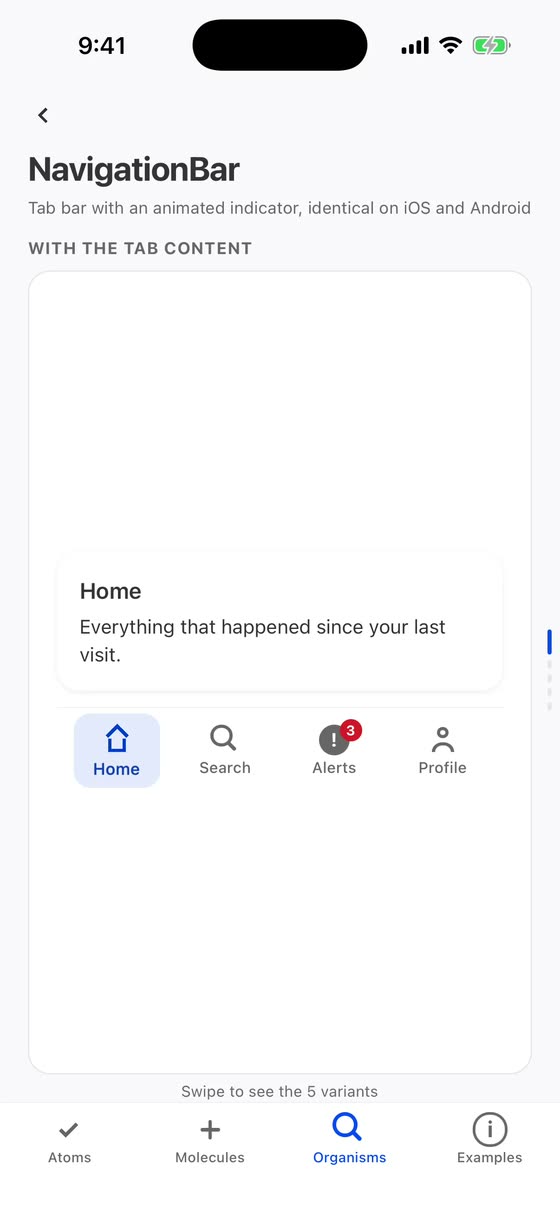 9:41
NavigationBar
Tab bar with an animated indicator, identical on iOS and Android
WITH THE TAB CONTENT
Home
Everything that happened since your last
visit.
3
Home
Search
Alerts
Profile
Swipe to see the 5 variants
Atoms
Molecules
Organisms
Examples